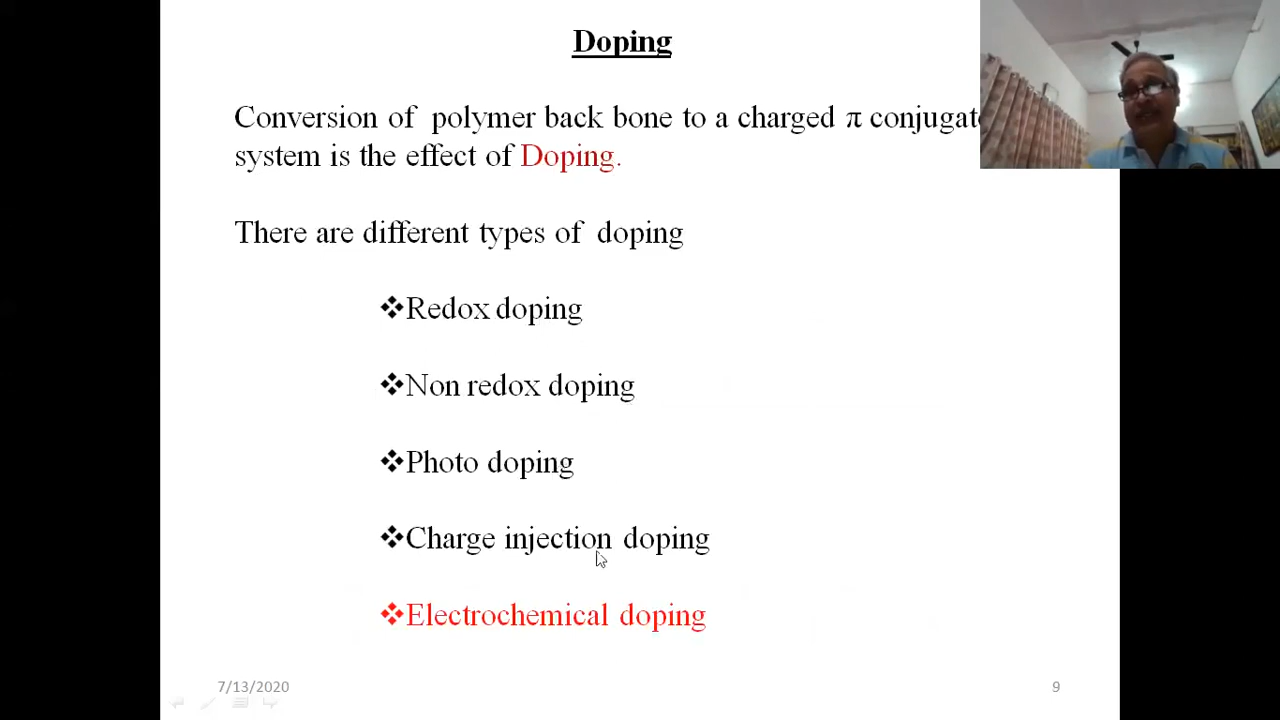 Doping
Conversion of polymer back bone to a charged π
system is the effect of Doping.
There are different types of doping
❖Redox doping
❖Non redox doping
❖Photo doping
❖Charge injection doping
❖Electrochemical doping
7/13/2020 9